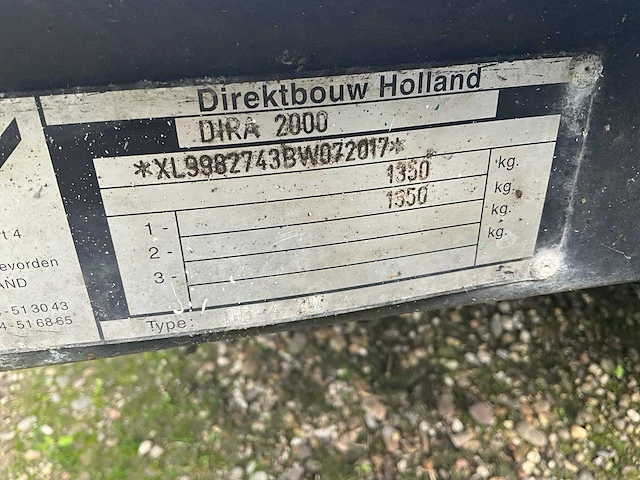 Direktbouw Holland
DIRA 2000
*XL9982743BW072017*
1350 kg.
1350 kg.
1 - kg.
2 - kg.
3 -
Type:
t 4
evorden
AND
-51 30 43
4-51 68 65